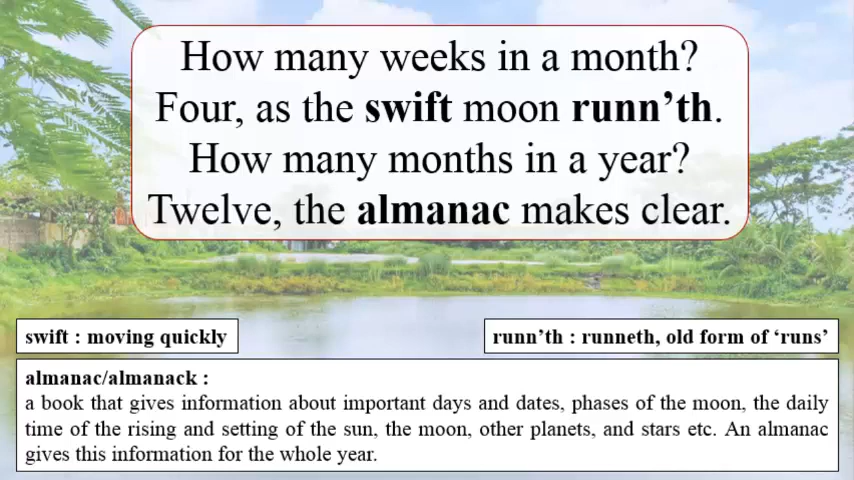 How many weeks in a month?
Four, as the swift moon runn’th.
How many months in a year?
Twelve, the almanac makes clear.
swift : moving quickly
runn’th : runneth, old form of ‘runs’
almanac/almanack :
a book that gives information about important days and dates, phases of the moon, the daily
time of the rising and setting of the sun, the moon, other planets, and stars etc. An almanac
gives this information for the whole year.